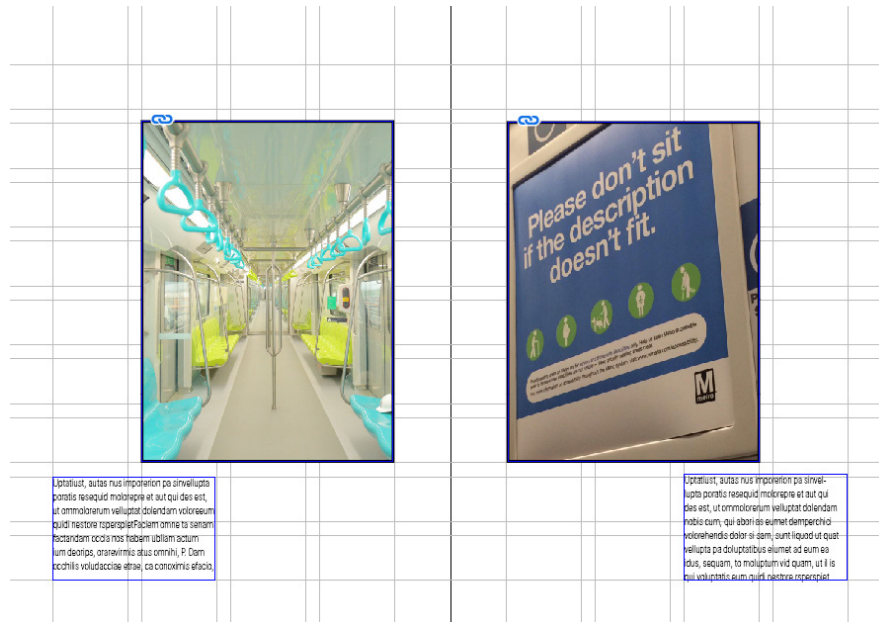 Please don't sit
if the description
doesn't fit.
M
metro
Uptatiust, autas nus imporerion pa sinvellupta
poratis resequid molorepre et aut qui des est,
ut ommolorerum velluptat dolendam voloreeum
quidi nestore rsperspietFaciem omne ta seniam
factandam occia nos habem ubliam actum
ium deorips, orarevirmis atus omnihi, P. Dam
occhilis voludacciae etrae, ca conoximis efacio,
Uptatiust, autas nus imporerion pa sinvel-
lupta poratis resequid molorepre et aut qui
des est, ut ommolorerum velluptat dolendam
nobis cum, qui abori as eumet demperchici
volorehendis dolor si sam, sunt liquod ut quat
vellupta pa doluptatibus eiumet ad eum ea
idus, sequam, to moluptum vid quam, ut il is
qui voluptatis eum quidi nestore rsperspiet